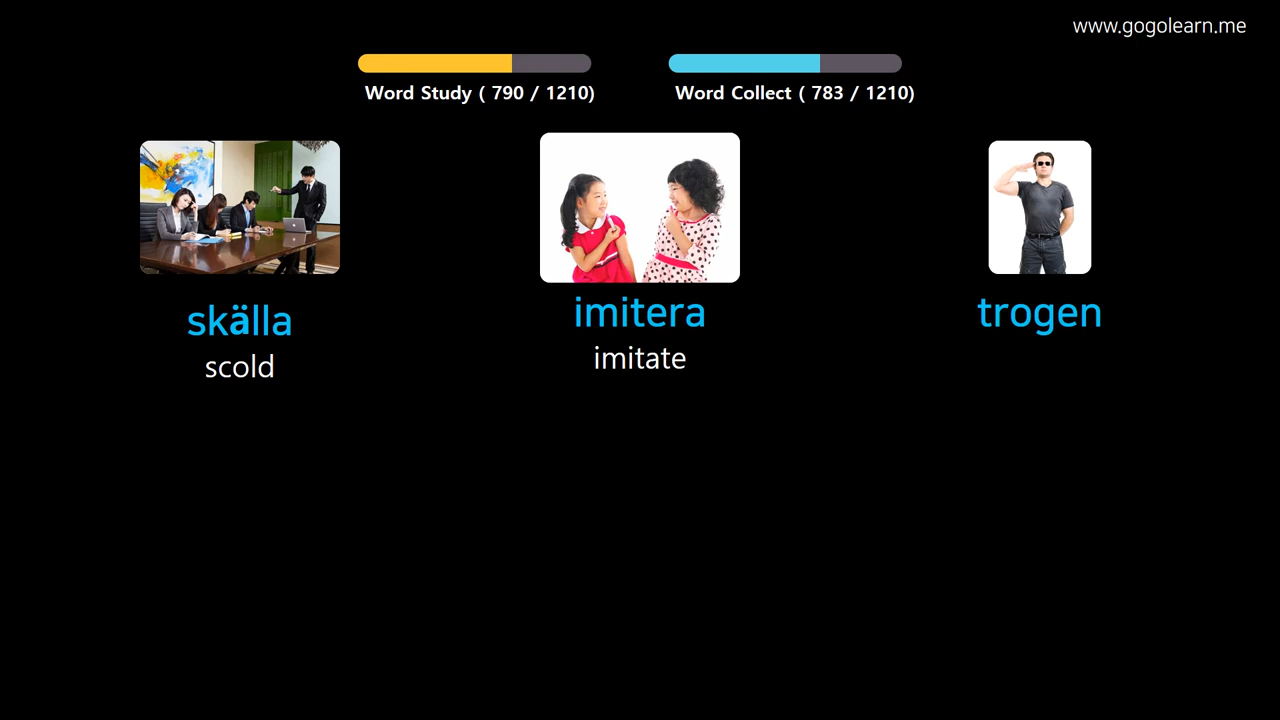 www.gogolearn.me
Word Study ( 790 / 1210)
Word Collect ( 783 / 1210)
skälla
scold
imitera
imitate
trogen